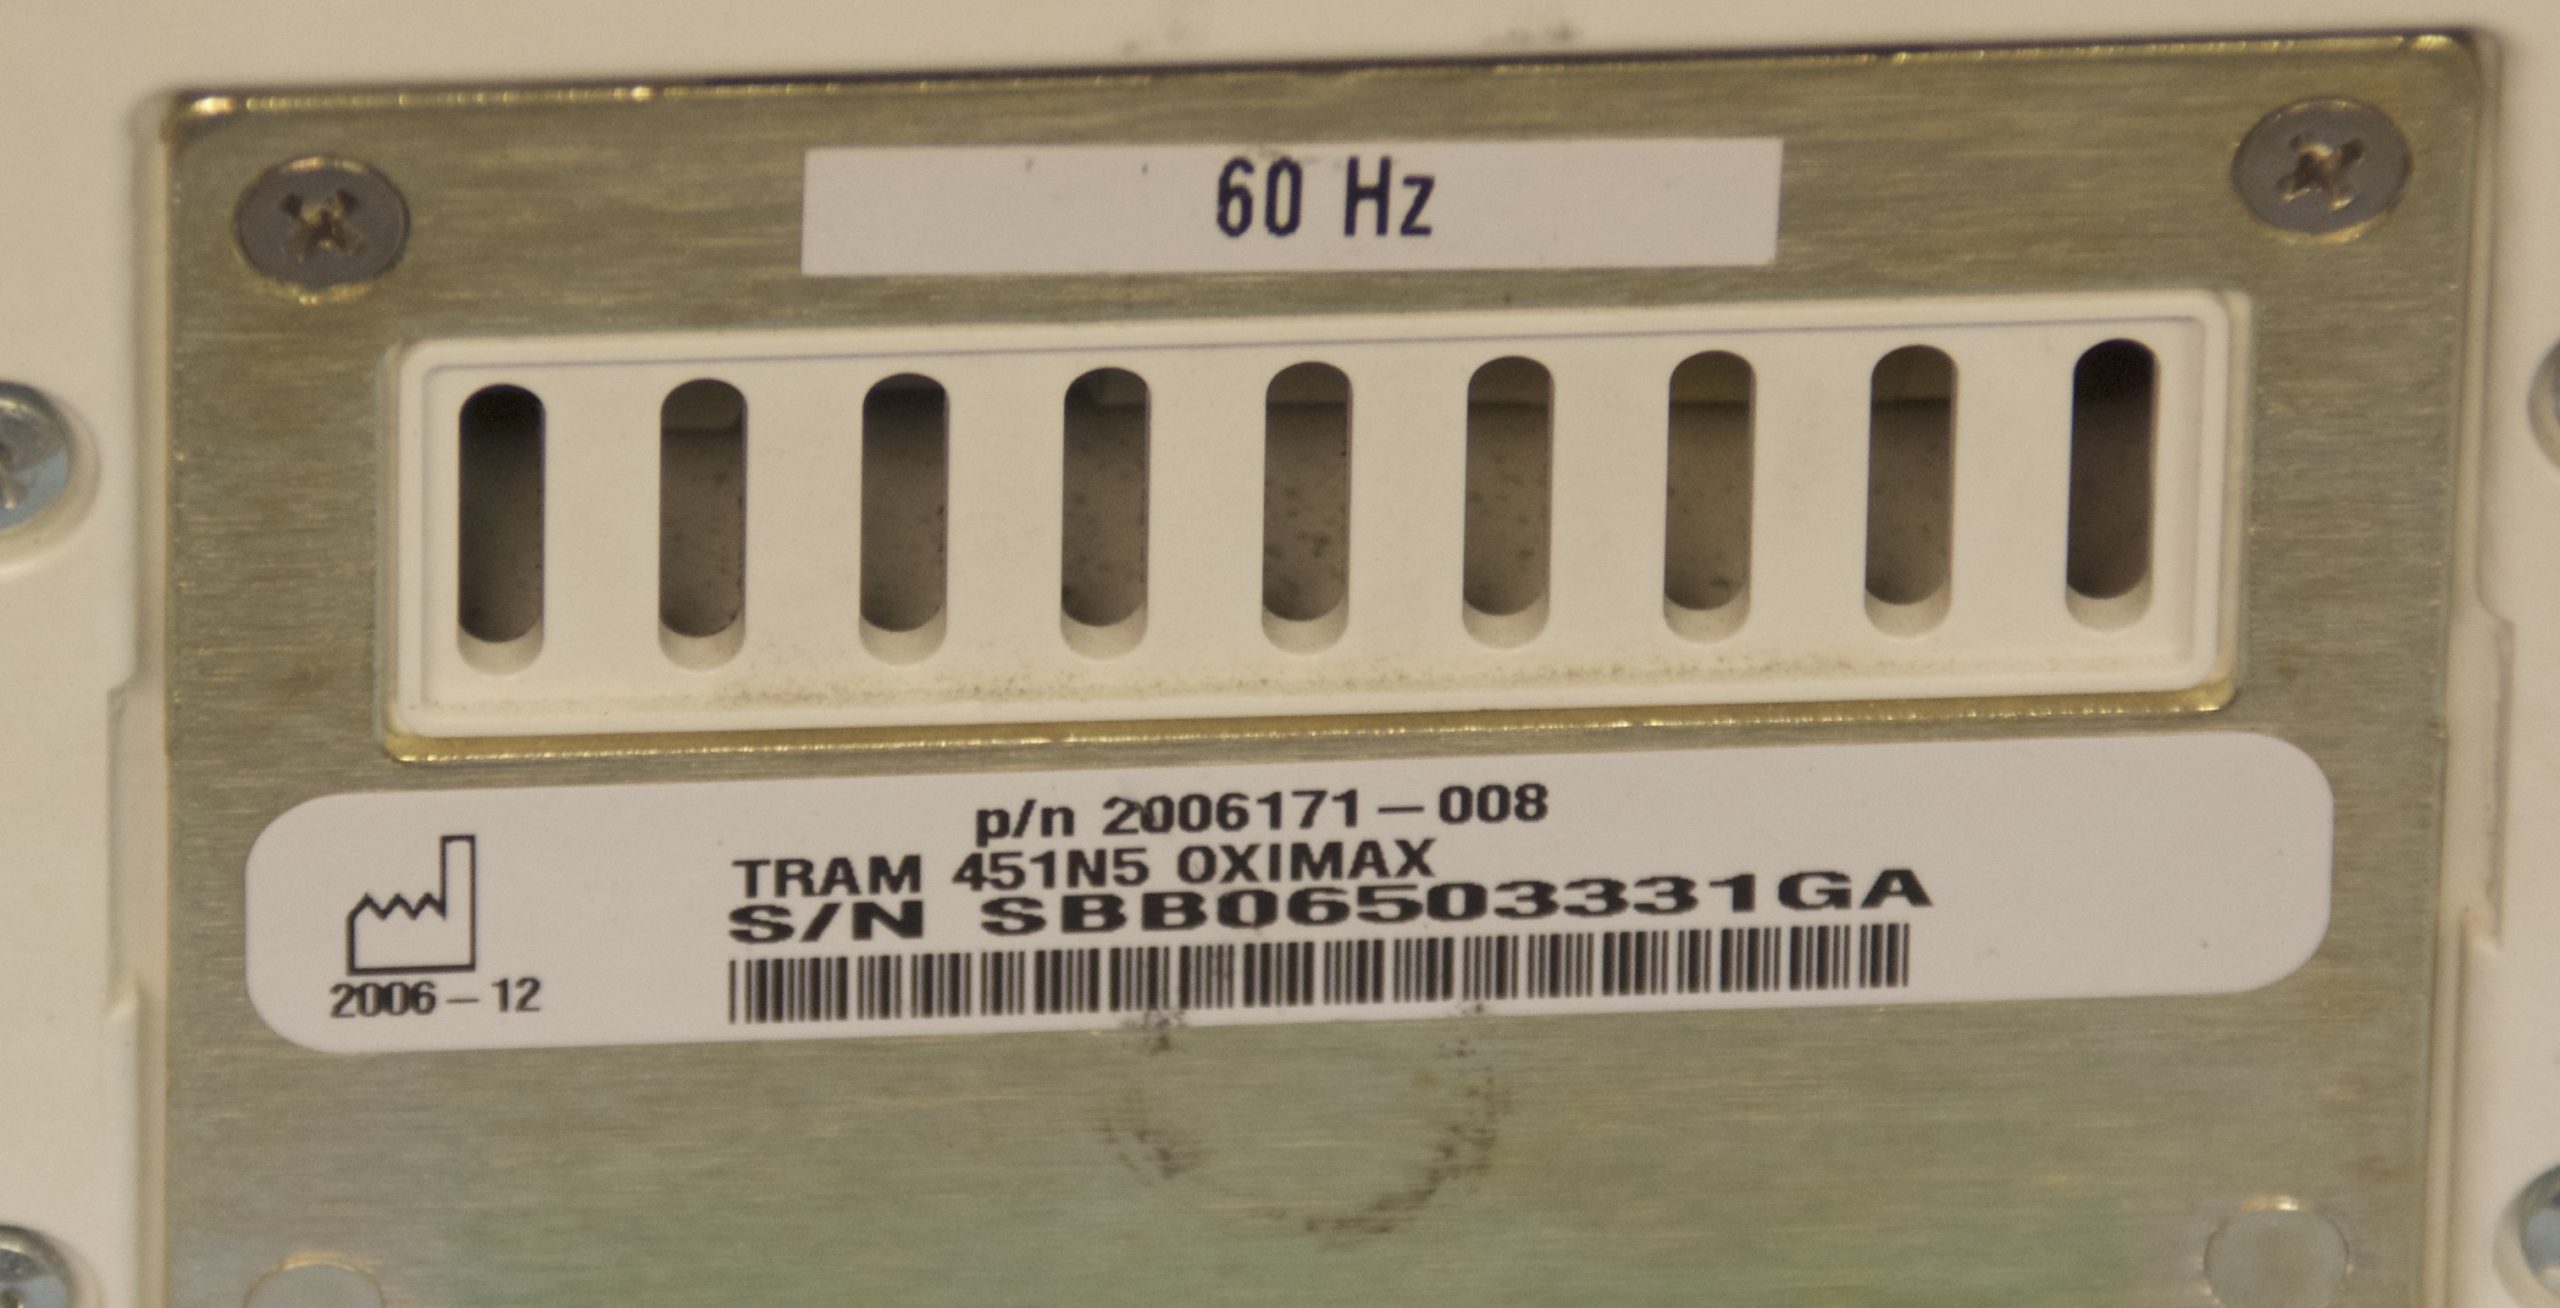 60 Hz
p/n 2006171-008
TRAM 451N5 OXIMAX
S/N SBB06503331GA
2006-12